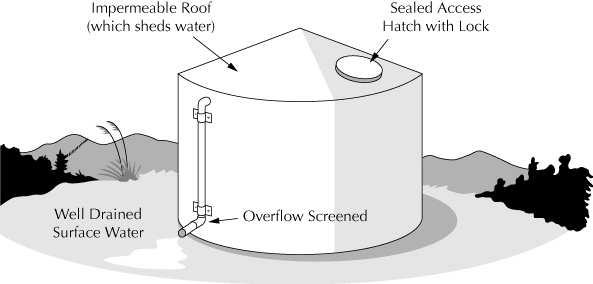 Impermeable Roof
(which sheds water)
Sealed Access
Hatch with Lock
Well Drained
Surface Water
Overflow Screened